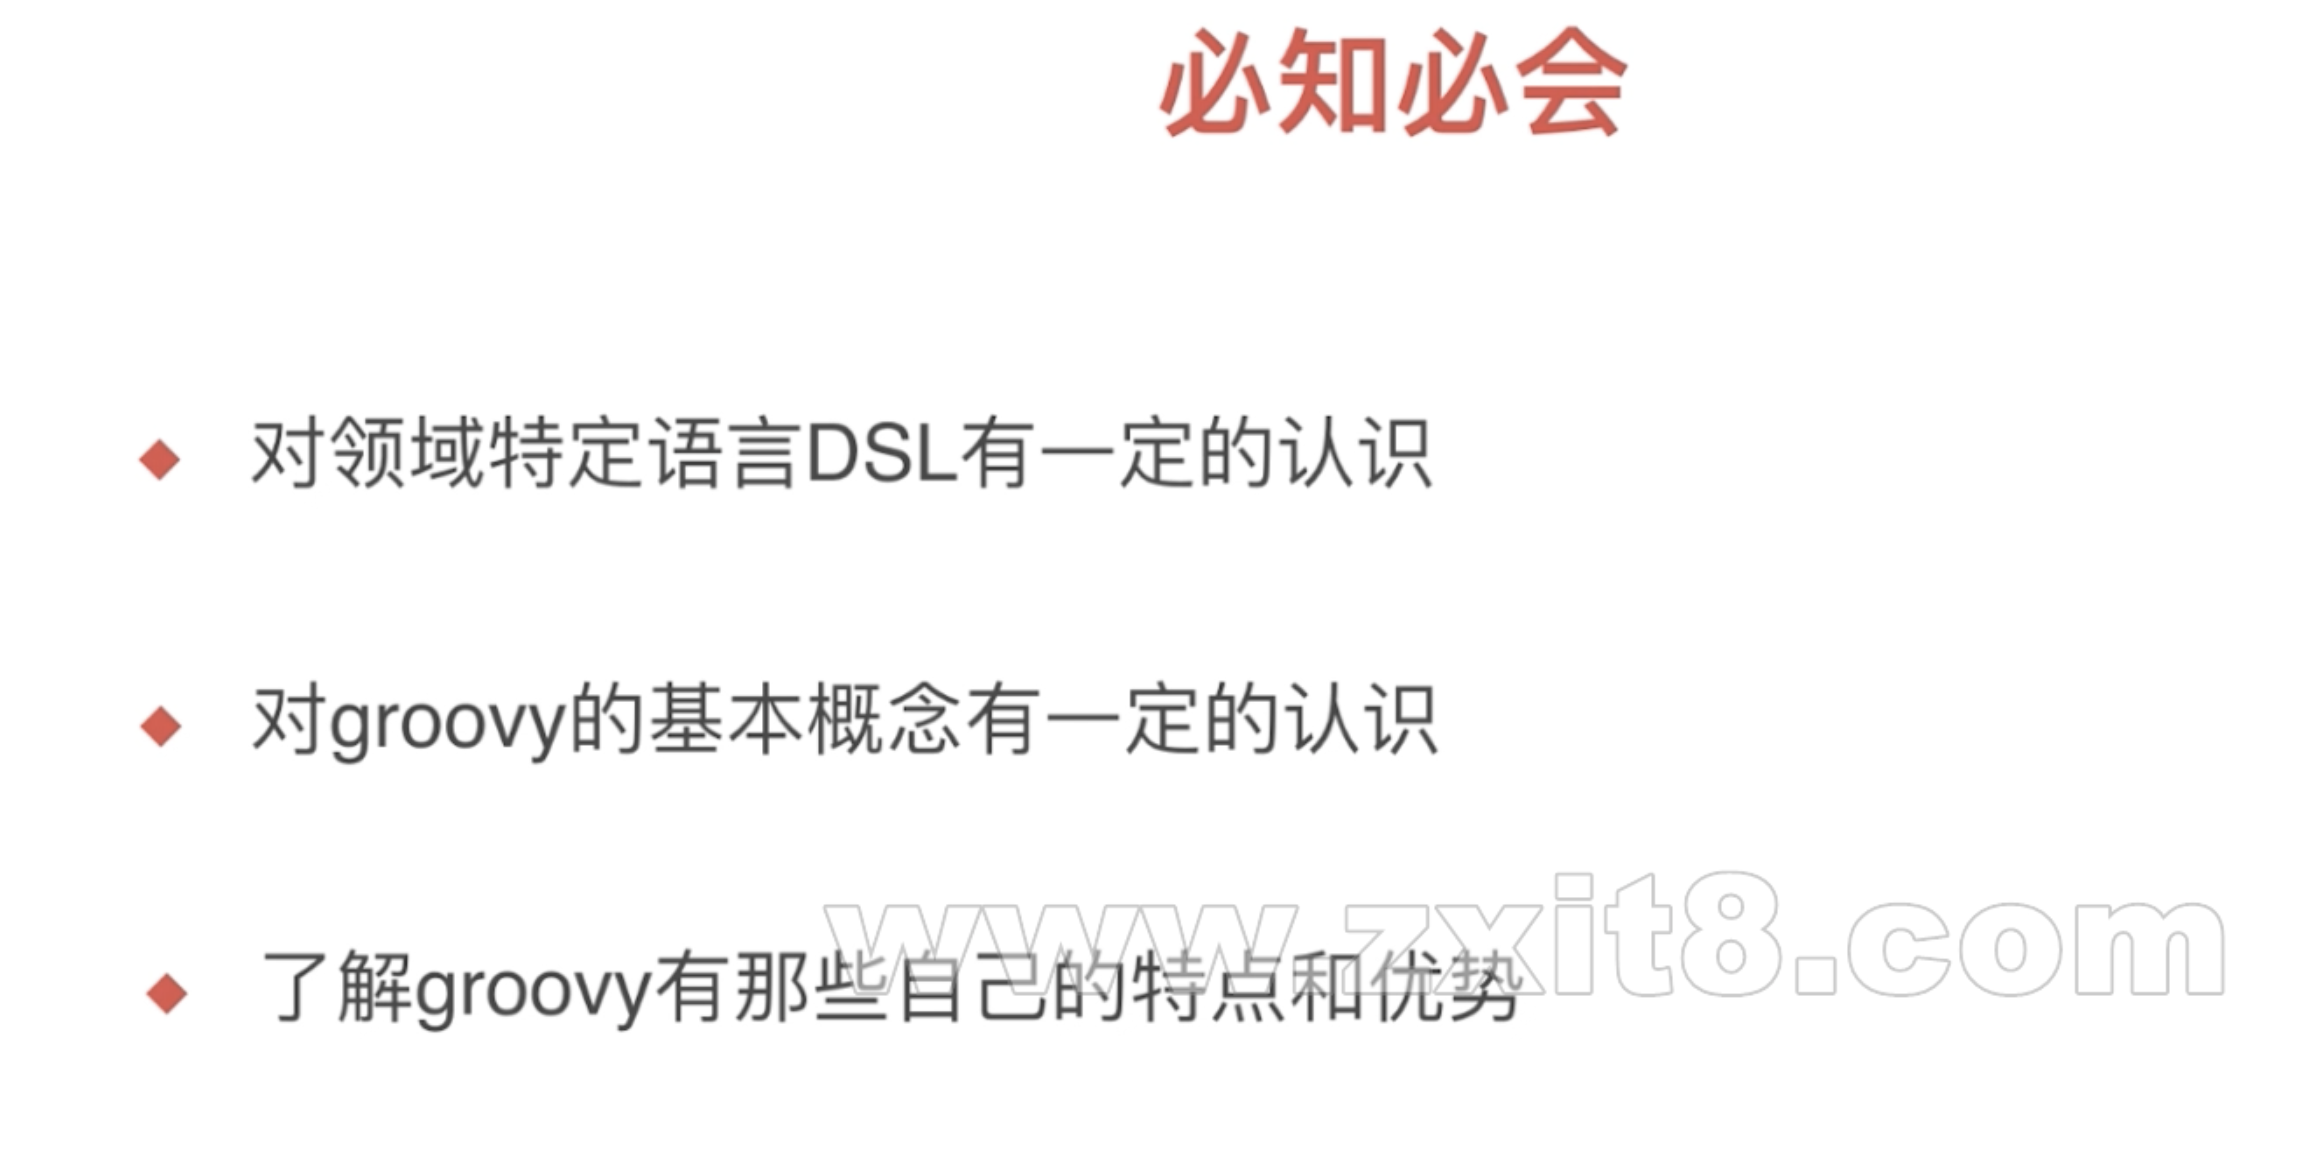 必知必会
对领域特定语言DSL有一定的认识
对groovy的基本概念有一定的认识
www.zxit8.com
了解groovy有那些自己的特点和优势